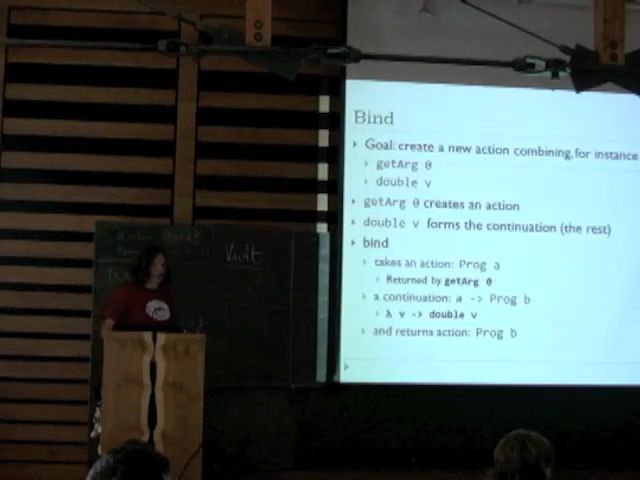 Bind
Goal: create a new action combining, for instance
getArg 0
double v
getArg 0 creates an action
double v forms the continuation (the rest)
bind
takes an action: Prog a
Returned by getArg 0
a continuation: a -> Prog b
λ v -> double v
and returns action: Prog b
Vault